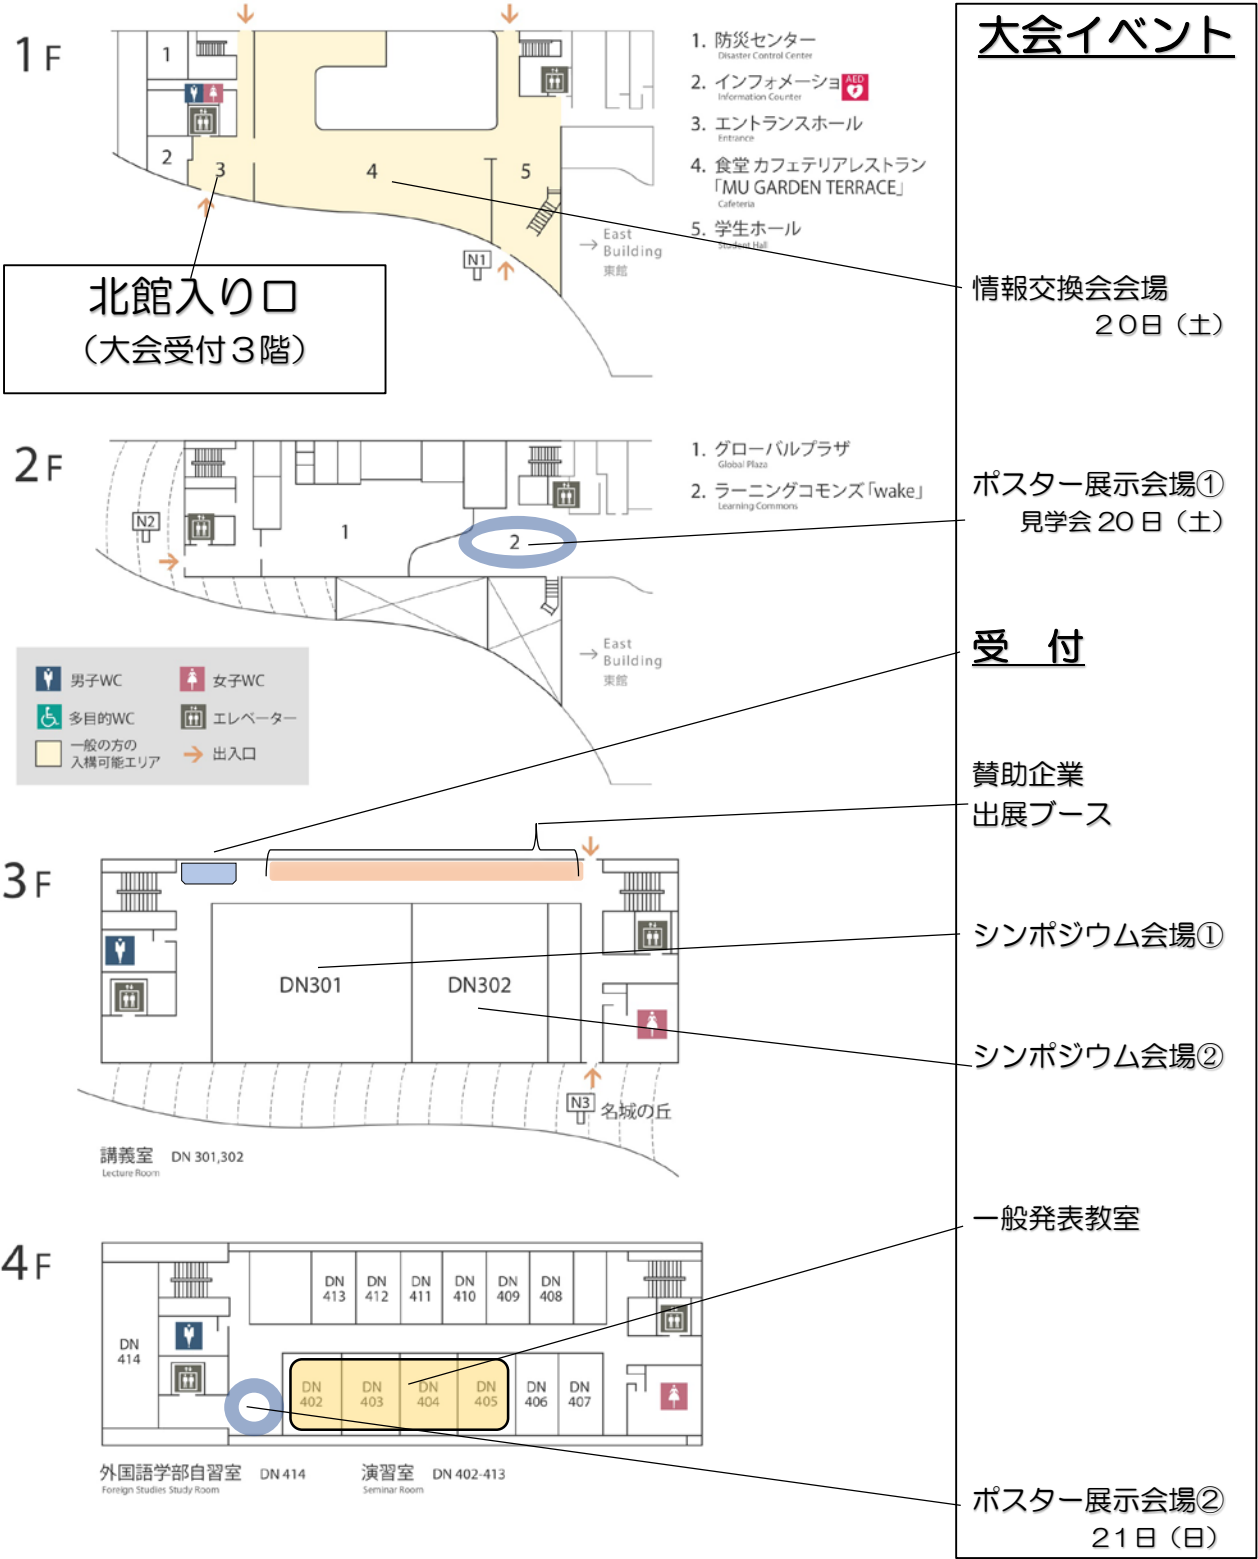 1F
1
2
3
4
5
N1
East
Building
東館
1. 防災センター
Disaster Control Center
2. インフォメーショ
AED
Information Counter
3. エントランスホール
Entrance
4. 食堂 カフェテリアレストラン
「MU GARDEN TERRACE」
Cafeteria
5. 学生ホール
Student Hall
北館入り口
（大会受付３階）
大会イベント
情報交換会会場
２０日（土）
2F
N2
1
2
East
Building
東館
1. グローバルプラザ
Global Plaza
2. ラーニングコモンズ「wake」
Learning Commons
ポスター展示会場①
見学会 20 日（土）
男子WC
女子WC
多目的WC
エレベーター
一般の方の
入構可能エリア
出入口
受　付
賛助企業
出展ブース
3F
DN301
DN302
N3
名城の丘
講義室 DN 301,302
Lecture Room
シンポジウム会場①
シンポジウム会場②
一般発表教室
4F
DN
414
DN
413
DN
412
DN
411
DN
410
DN
409
DN
408
DN
402
DN
403
DN
404
DN
405
DN
406
DN
407
外国語学部自習室 DN 414
Foreign Studies Study Room
演習室 DN 402-413
Seminar Room
ポスター展示会場②
２１日（日）